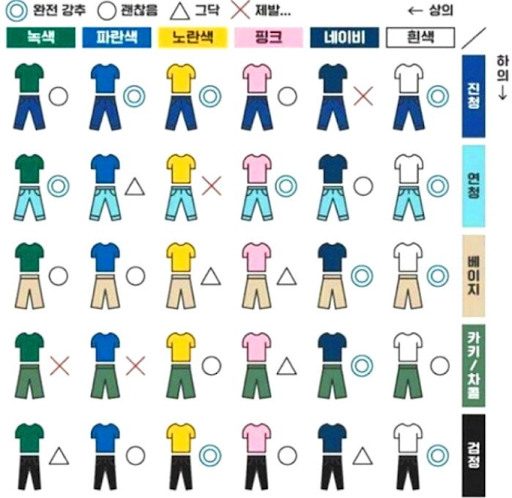 ◎ 완전 강추 ○ 괜찮음 △ 그닥 ✕ 제발... ← 상의
녹색 파란색 노란색 핑크 네이비 흰색
하의 →
진청
연청
베이지
카키/차콜
검정